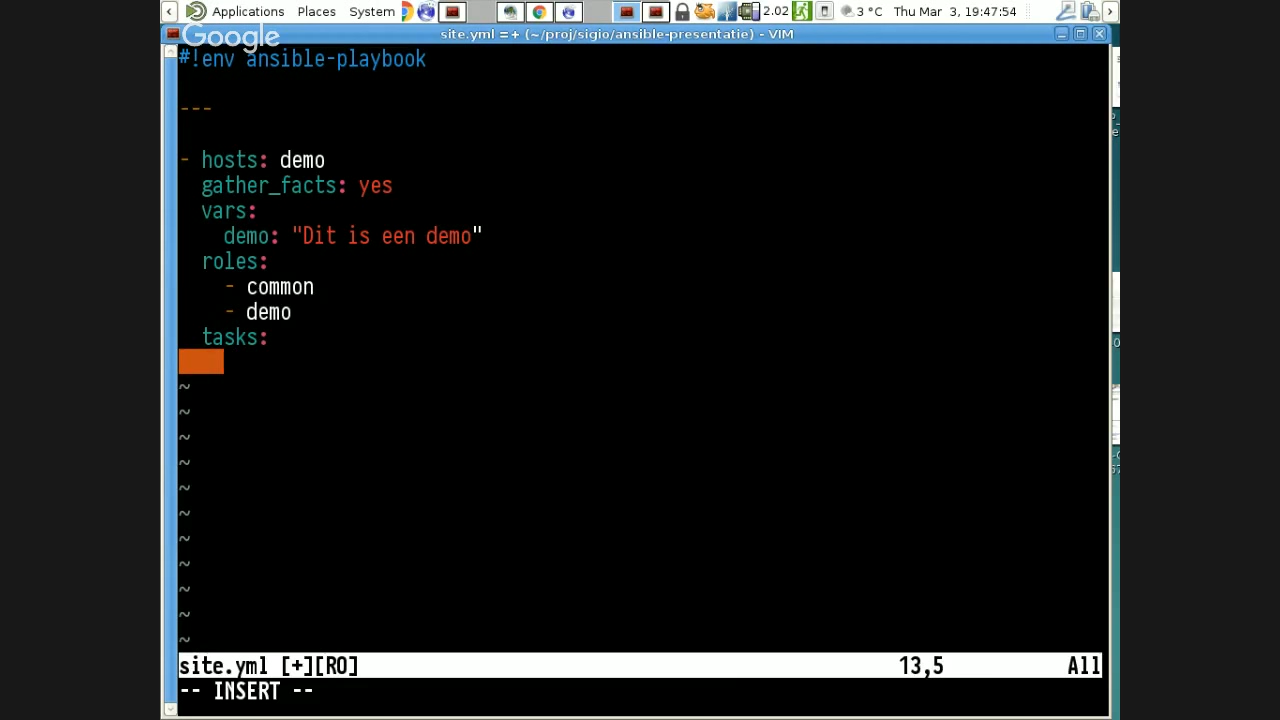 Applications Places System 2.02 3 °C Thu Mar 3, 19:47:54
Google
site.yml =+ (~/proj/sigio/ansible-presentatie) - VIM
#!env ansible-playbook
---
- hosts: demo
gather_facts: yes
vars:
demo: "Dit is een demo"
roles:
- common
- demo
tasks:
~
~
~
~
~
~
~
~
~
~
~
site.yml [+][RO] 13,5 All
-- INSERT --